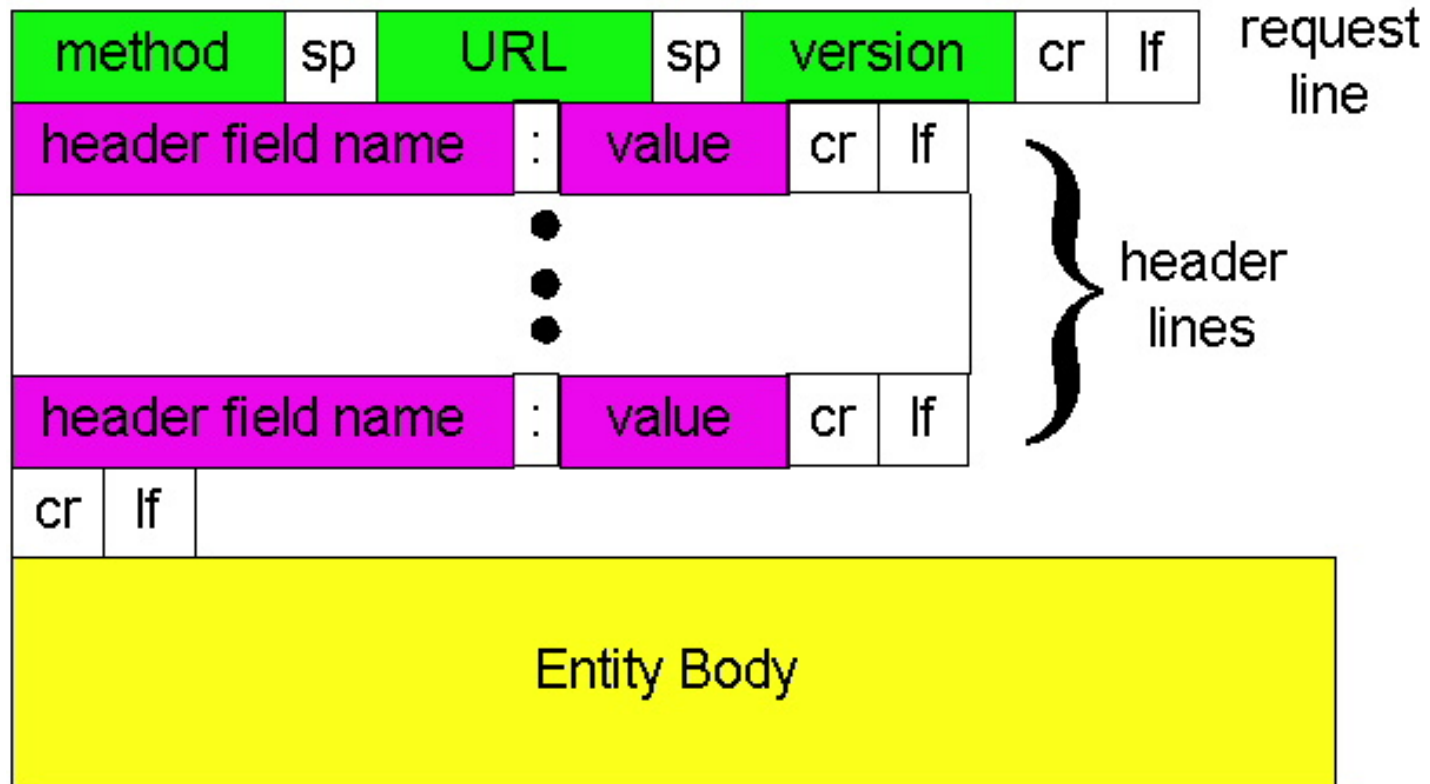 method sp URL sp version cr lf
request
line
header field name : value cr lf
header
lines
header field name : value cr lf
cr lf
Entity Body